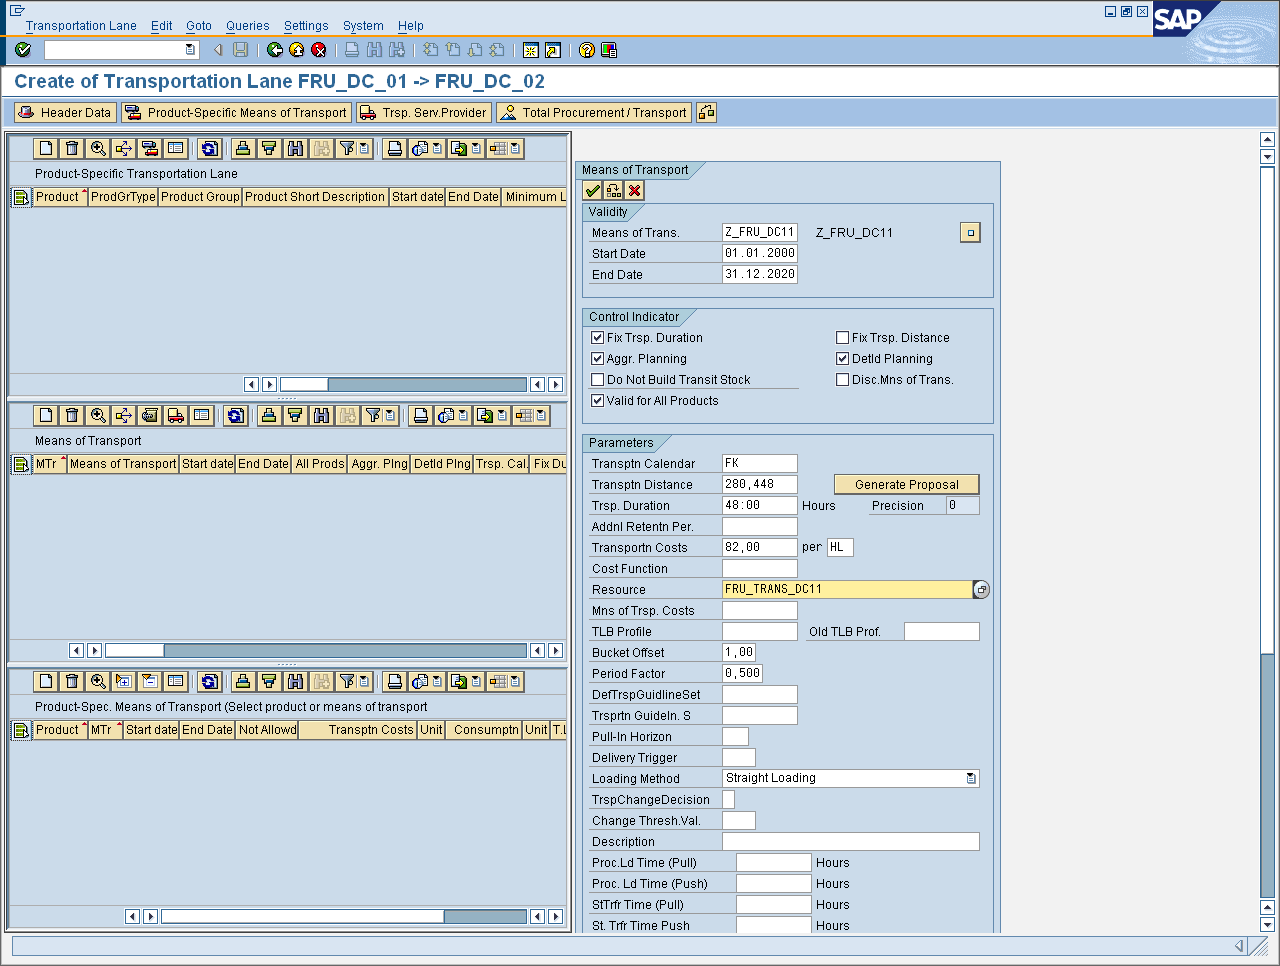 Transportation Lane Edit Goto Queries Settings System Help
SAP
Create of Transportation Lane FRU_DC_01 -> FRU_DC_02
Header Data Product-Specific Means of Transport Trsp. Serv.Provider Total Procurement / Transport
Product-Specific Transportation Lane
Product ProdGrType Product Group Product Short Description Start date End Date Minimum L
Means of Transport
MTr Means of Transport Start date End Date All Prods Aggr. Plng Detld Plng Trsp. Cal. Fix Du
Product-Spec. Means of Transport (Select product or means of transport
Product MTr Start date End Date Not Allowd Transptn Costs Unit Consumptn Unit T.L
Means of Transport
Validity
Means of Trans. Z_FRU_DC11 Z_FRU_DC11
Start Date 01.01.2000
End Date 31.12.2020
Control Indicator
Fix Trsp. Duration Fix Trsp. Distance
Aggr. Planning Detld Planning
Do Not Build Transit Stock Disc.Mns of Trans.
Valid for All Products
Parameters
Transptn Calendar FK
Transptn Distance 280,448 Generate Proposal
Trsp. Duration 48:00 Hours Precision 0
Addnl Retentn Per.
Transportn Costs 82,00 per HL
Cost Function
Resource FRU_TRANS_DC11
Mns of Trsp. Costs
TLB Profile Old TLB Prof.
Bucket Offset 1,00
Period Factor 0,500
DefTrspGuidlineSet
Trsprtn Guideln. S
Pull-In Horizon
Delivery Trigger
Loading Method Straight Loading
TrspChangeDecision
Change Thresh.Val.
Description
Proc.Ld Time (Pull) Hours
Proc. Ld Time (Push) Hours
StTrfr Time (Pull) Hours
St. Trfr Time Push Hours